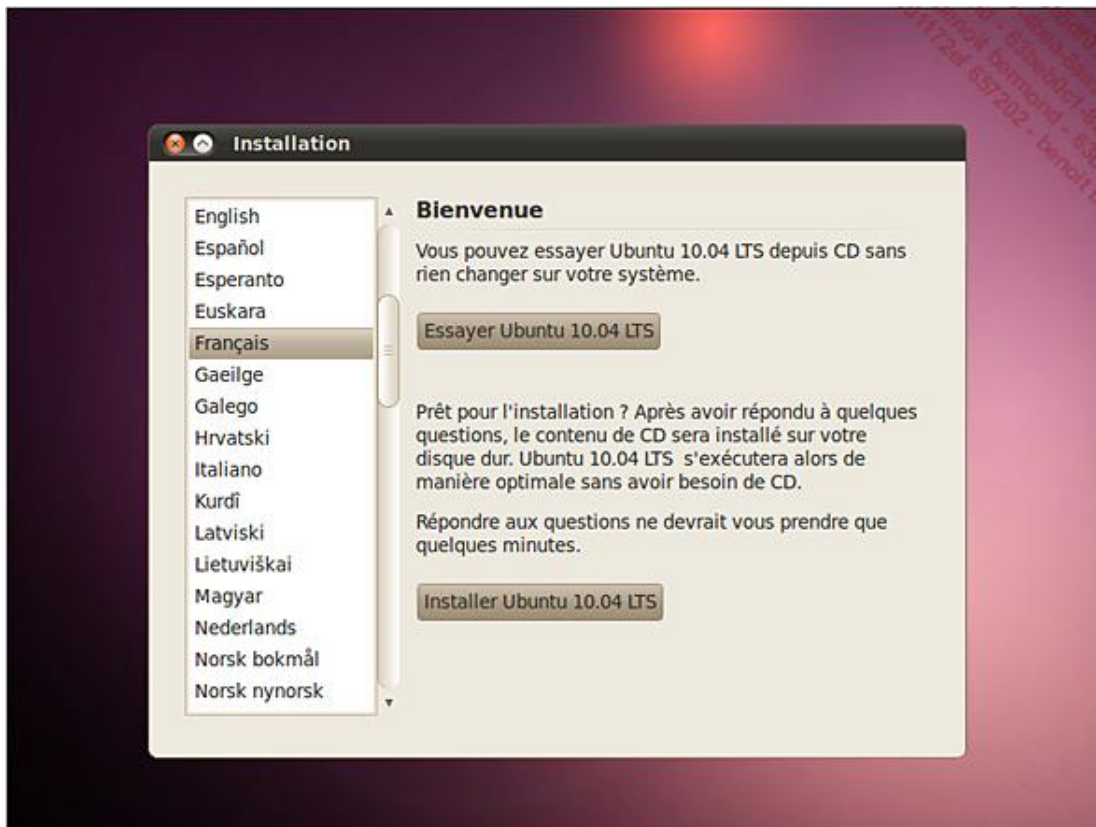 Installation
English
Español
Esperanto
Euskara
Français
Gaeilge
Galego
Hrvatski
Italiano
Kurdî
Latviski
Lietuviškai
Magyar
Nederlands
Norsk bokmål
Norsk nynorsk
Bienvenue
Vous pouvez essayer Ubuntu 10.04 LTS depuis CD sans
rien changer sur votre système.
Essayer Ubuntu 10.04 LTS
Prêt pour l'installation ? Après avoir répondu à quelques
questions, le contenu de CD sera installé sur votre
disque dur. Ubuntu 10.04 LTS s'exécutera alors de
manière optimale sans avoir besoin de CD.
Répondre aux questions ne devrait vous prendre que
quelques minutes.
Installer Ubuntu 10.04 LTS